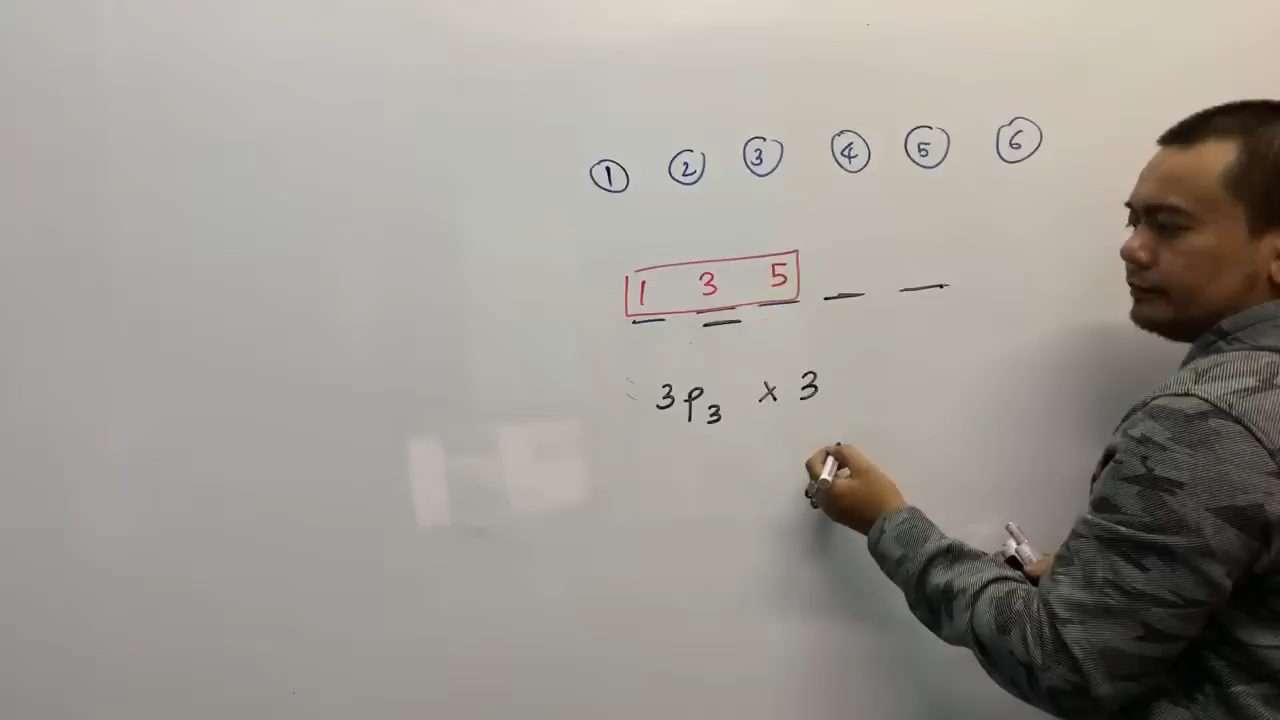 ① ② ③ ④ ⑤ ⑥
1 3 5 _ _
3P₃ × 3